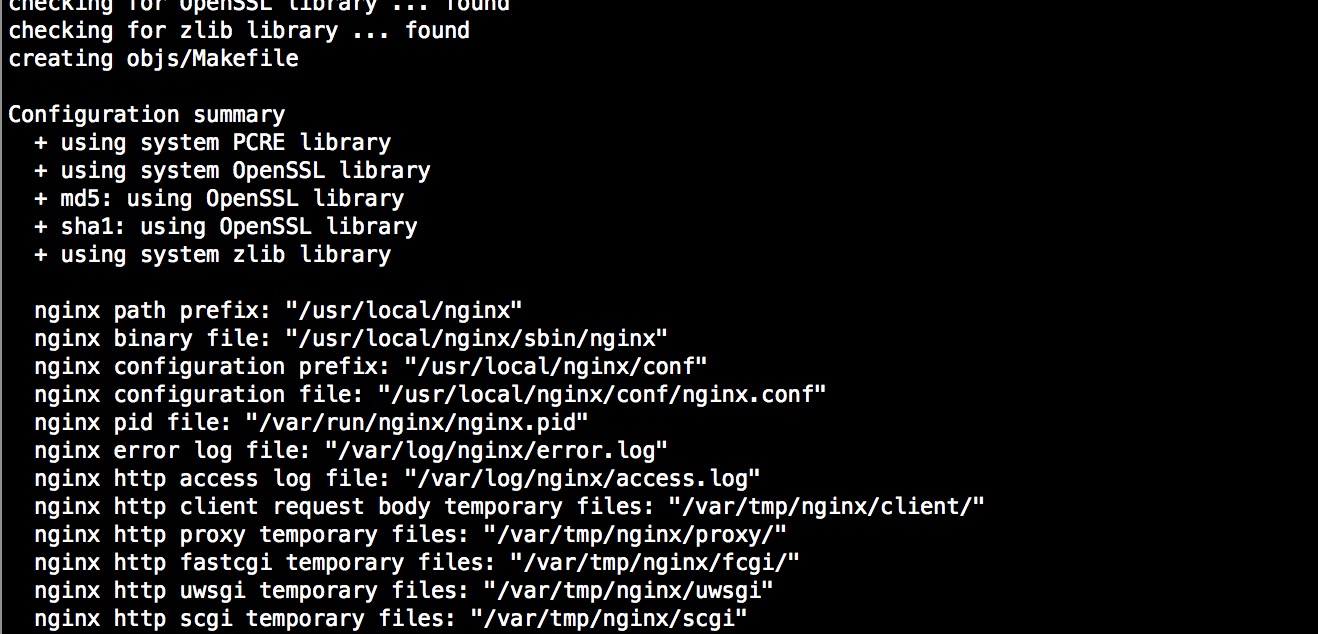 checking for OpenSSL library ... found
checking for zlib library ... found
creating objs/Makefile
Configuration summary
+ using system PCRE library
+ using system OpenSSL library
+ md5: using OpenSSL library
+ sha1: using OpenSSL library
+ using system zlib library
nginx path prefix: "/usr/local/nginx"
nginx binary file: "/usr/local/nginx/sbin/nginx"
nginx configuration prefix: "/usr/local/nginx/conf"
nginx configuration file: "/usr/local/nginx/conf/nginx.conf"
nginx pid file: "/var/run/nginx/nginx.pid"
nginx error log file: "/var/log/nginx/error.log"
nginx http access log file: "/var/log/nginx/access.log"
nginx http client request body temporary files: "/var/tmp/nginx/client/"
nginx http proxy temporary files: "/var/tmp/nginx/proxy/"
nginx http fastcgi temporary files: "/var/tmp/nginx/fcgi/"
nginx http uwsgi temporary files: "/var/tmp/nginx/uwsgi"
nginx http scgi temporary files: "/var/tmp/nginx/scgi"